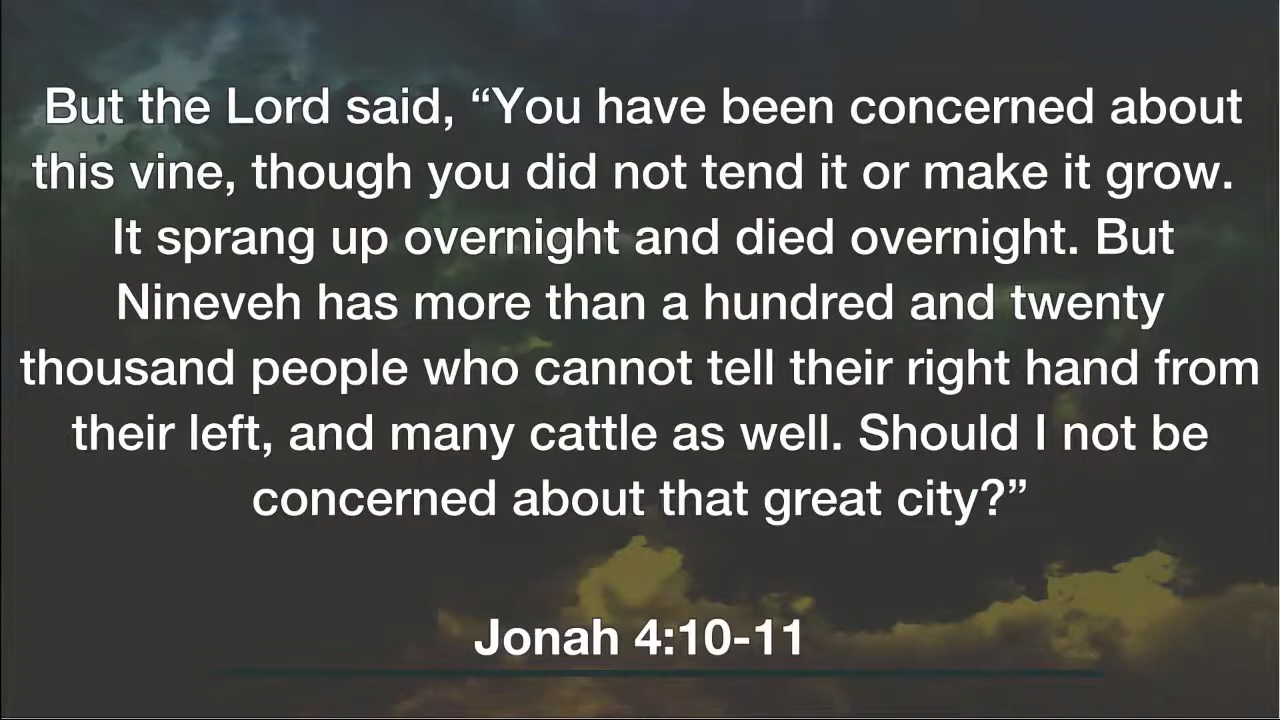 But the Lord said, “You have been concerned about
this vine, though you did not tend it or make it grow.
It sprang up overnight and died overnight. But
Nineveh has more than a hundred and twenty
thousand people who cannot tell their right hand from
their left, and many cattle as well. Should I not be
concerned about that great city?”
Jonah 4:10-11